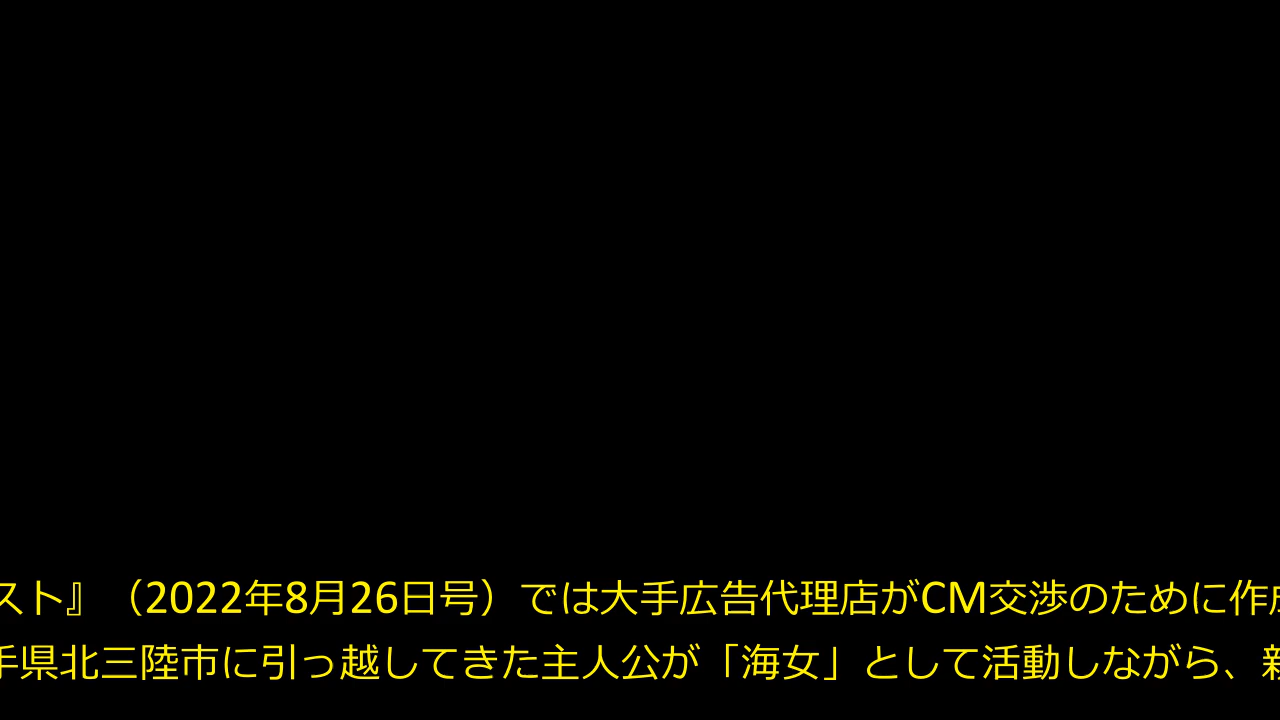 スト』（2022年8月26日号）では大手広告代理店がCM交渉のために作
手県北三陸市に引っ越してきた主人公が「海女」として活動しながら、